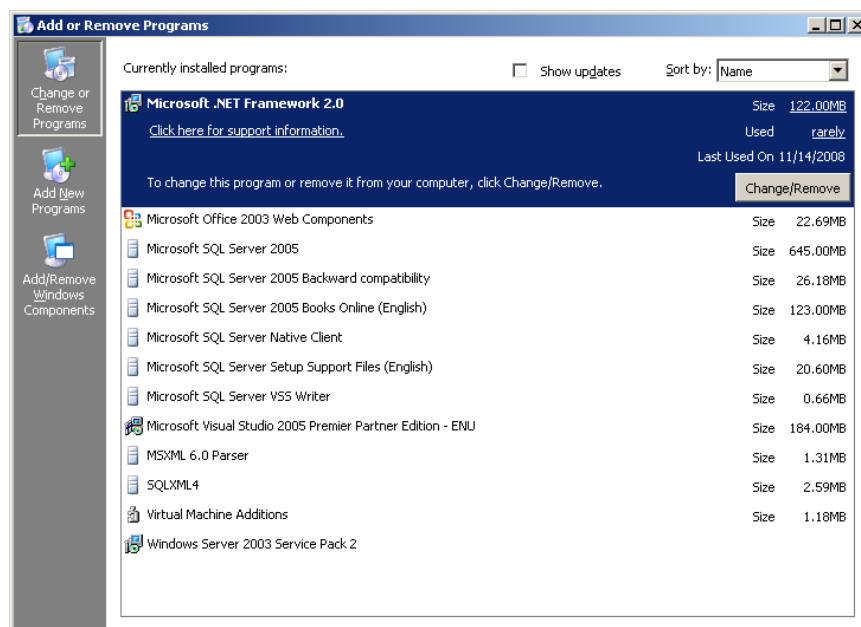 Add or Remove Programs
Change or
Remove
Programs
Add New
Programs
Add/Remove
Windows
Components
Currently installed programs:
Show updates
Sort by: Name
Microsoft .NET Framework 2.0 Size 122.00MB
Click here for support information. Used rarely
Last Used On 11/14/2008
To change this program or remove it from your computer, click Change/Remove. Change/Remove
Microsoft Office 2003 Web Components Size 22.69MB
Microsoft SQL Server 2005 Size 645.00MB
Microsoft SQL Server 2005 Backward compatibility Size 26.18MB
Microsoft SQL Server 2005 Books Online (English) Size 123.00MB
Microsoft SQL Server Native Client Size 4.16MB
Microsoft SQL Server Setup Support Files (English) Size 20.60MB
Microsoft SQL Server VSS Writer Size 0.66MB
Microsoft Visual Studio 2005 Premier Partner Edition - ENU Size 184.00MB
MSXML 6.0 Parser Size 1.31MB
SQLXML4 Size 2.59MB
Virtual Machine Additions Size 1.18MB
Windows Server 2003 Service Pack 2